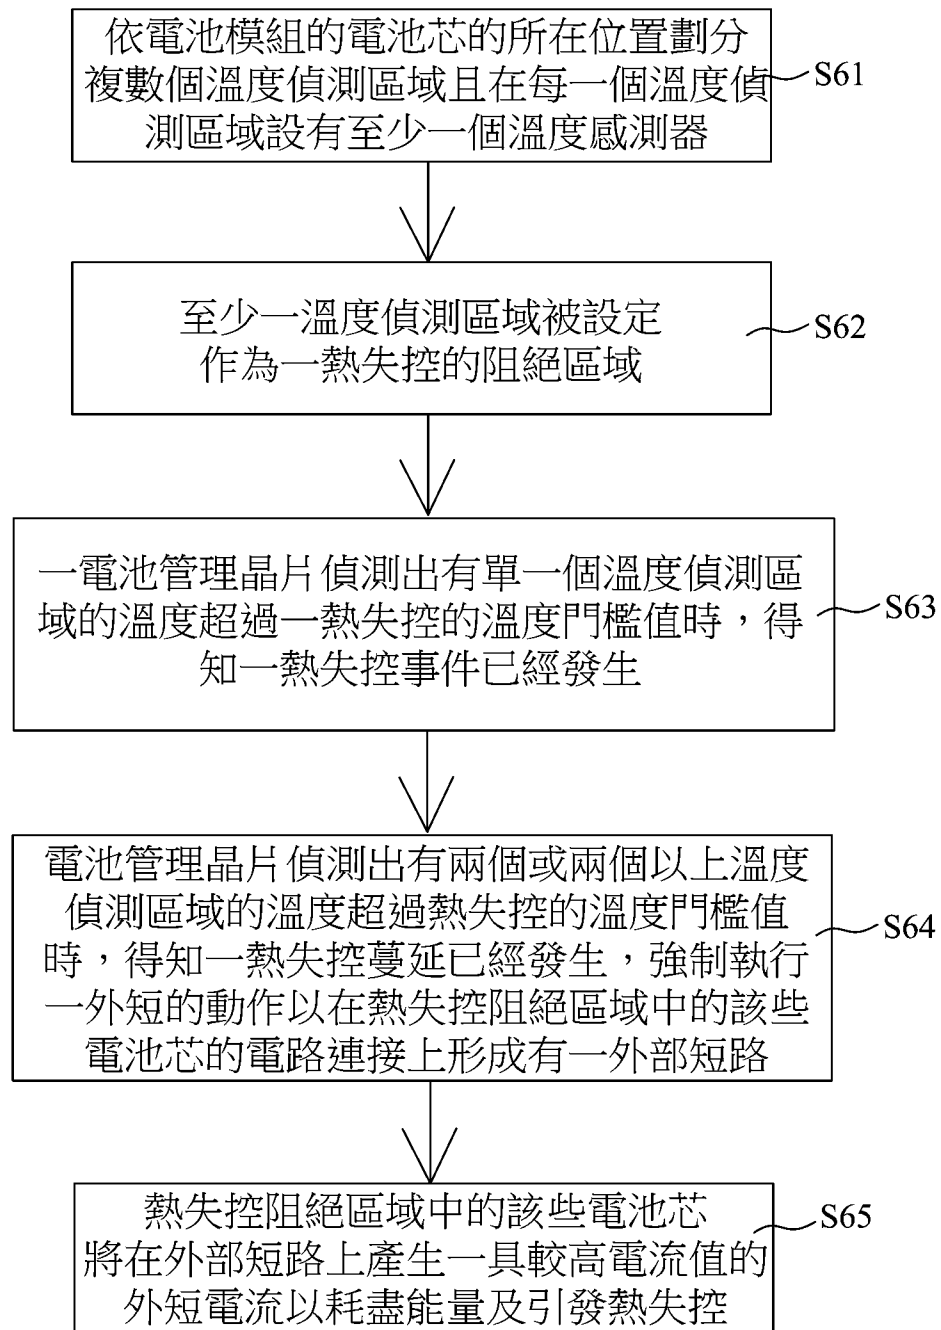 依電池模組的電池芯的所在位置劃分
複數個溫度偵測區域且在每一個溫度偵
測區域設有至少一個溫度感測器
S61
至少一溫度偵測區域被設定
作為一熱失控的阻絕區域
S62
一電池管理晶片偵測出有單一個溫度偵測區
域的溫度超過一熱失控的溫度門檻值時，得
知一熱失控事件已經發生
S63
電池管理晶片偵測出有兩個或兩個以上溫度
偵測區域的溫度超過熱失控的溫度門檻值
時，得知一熱失控蔓延已經發生，強制執行
一外短的動作以在熱失控阻絕區域中的該些
電池芯的電路連接上形成有一外部短路
S64
熱失控阻絕區域中的該些電池芯
將在外部短路上產生一具較高電流值的
外短電流以耗盡能量及引發熱失控
S65